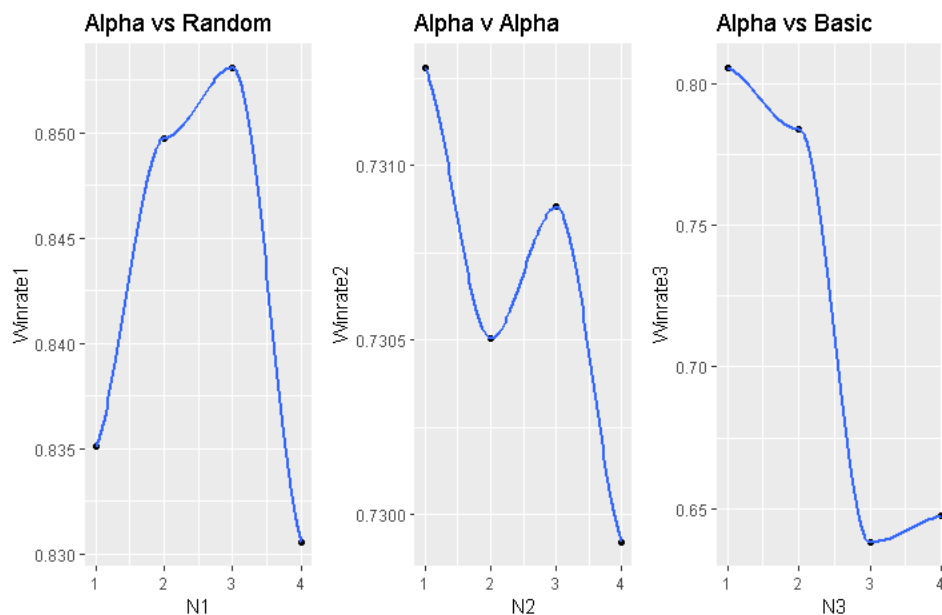 Alpha vs Random
Winrate1
0.850
0.845
0.840
0.835
0.830
1 2 3 4
N1
Alpha v Alpha
Winrate2
0.7310
0.7305
0.7300
1 2 3 4
N2
Alpha vs Basic
Winrate3
0.80
0.75
0.70
0.65
1 2 3 4
N3